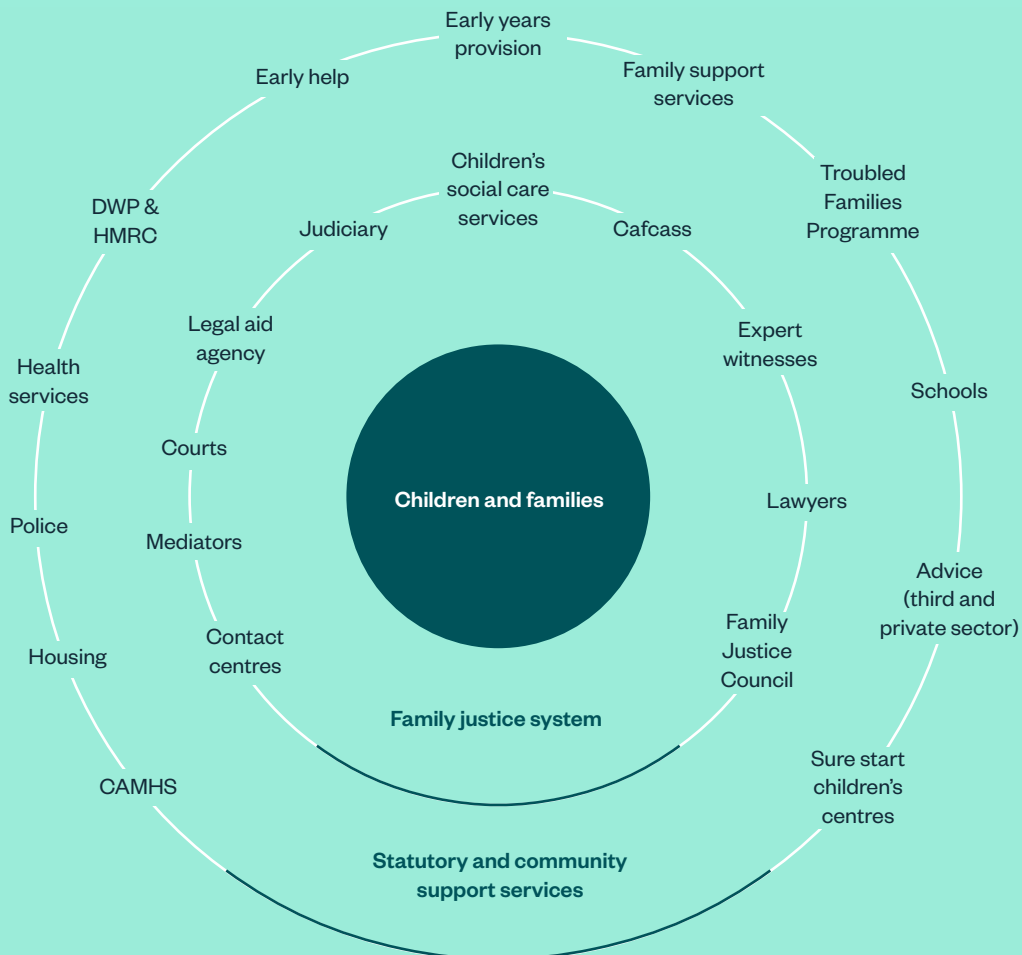 Early years
provision
Early help
Family support
services
Children's
social care
services
Troubled
Families
Programme
DWP &
HMRC
Judiciary
Cafcass
Legal aid
agency
Expert
witnesses
Health
services
Schools
Courts
Children and families
Lawyers
Police
Mediators
Advice
(third and
private sector)
Contact
centres
Family
Justice
Council
Housing
Family justice system
CAMHS
Sure start
children's
centres
Statutory and community
support services